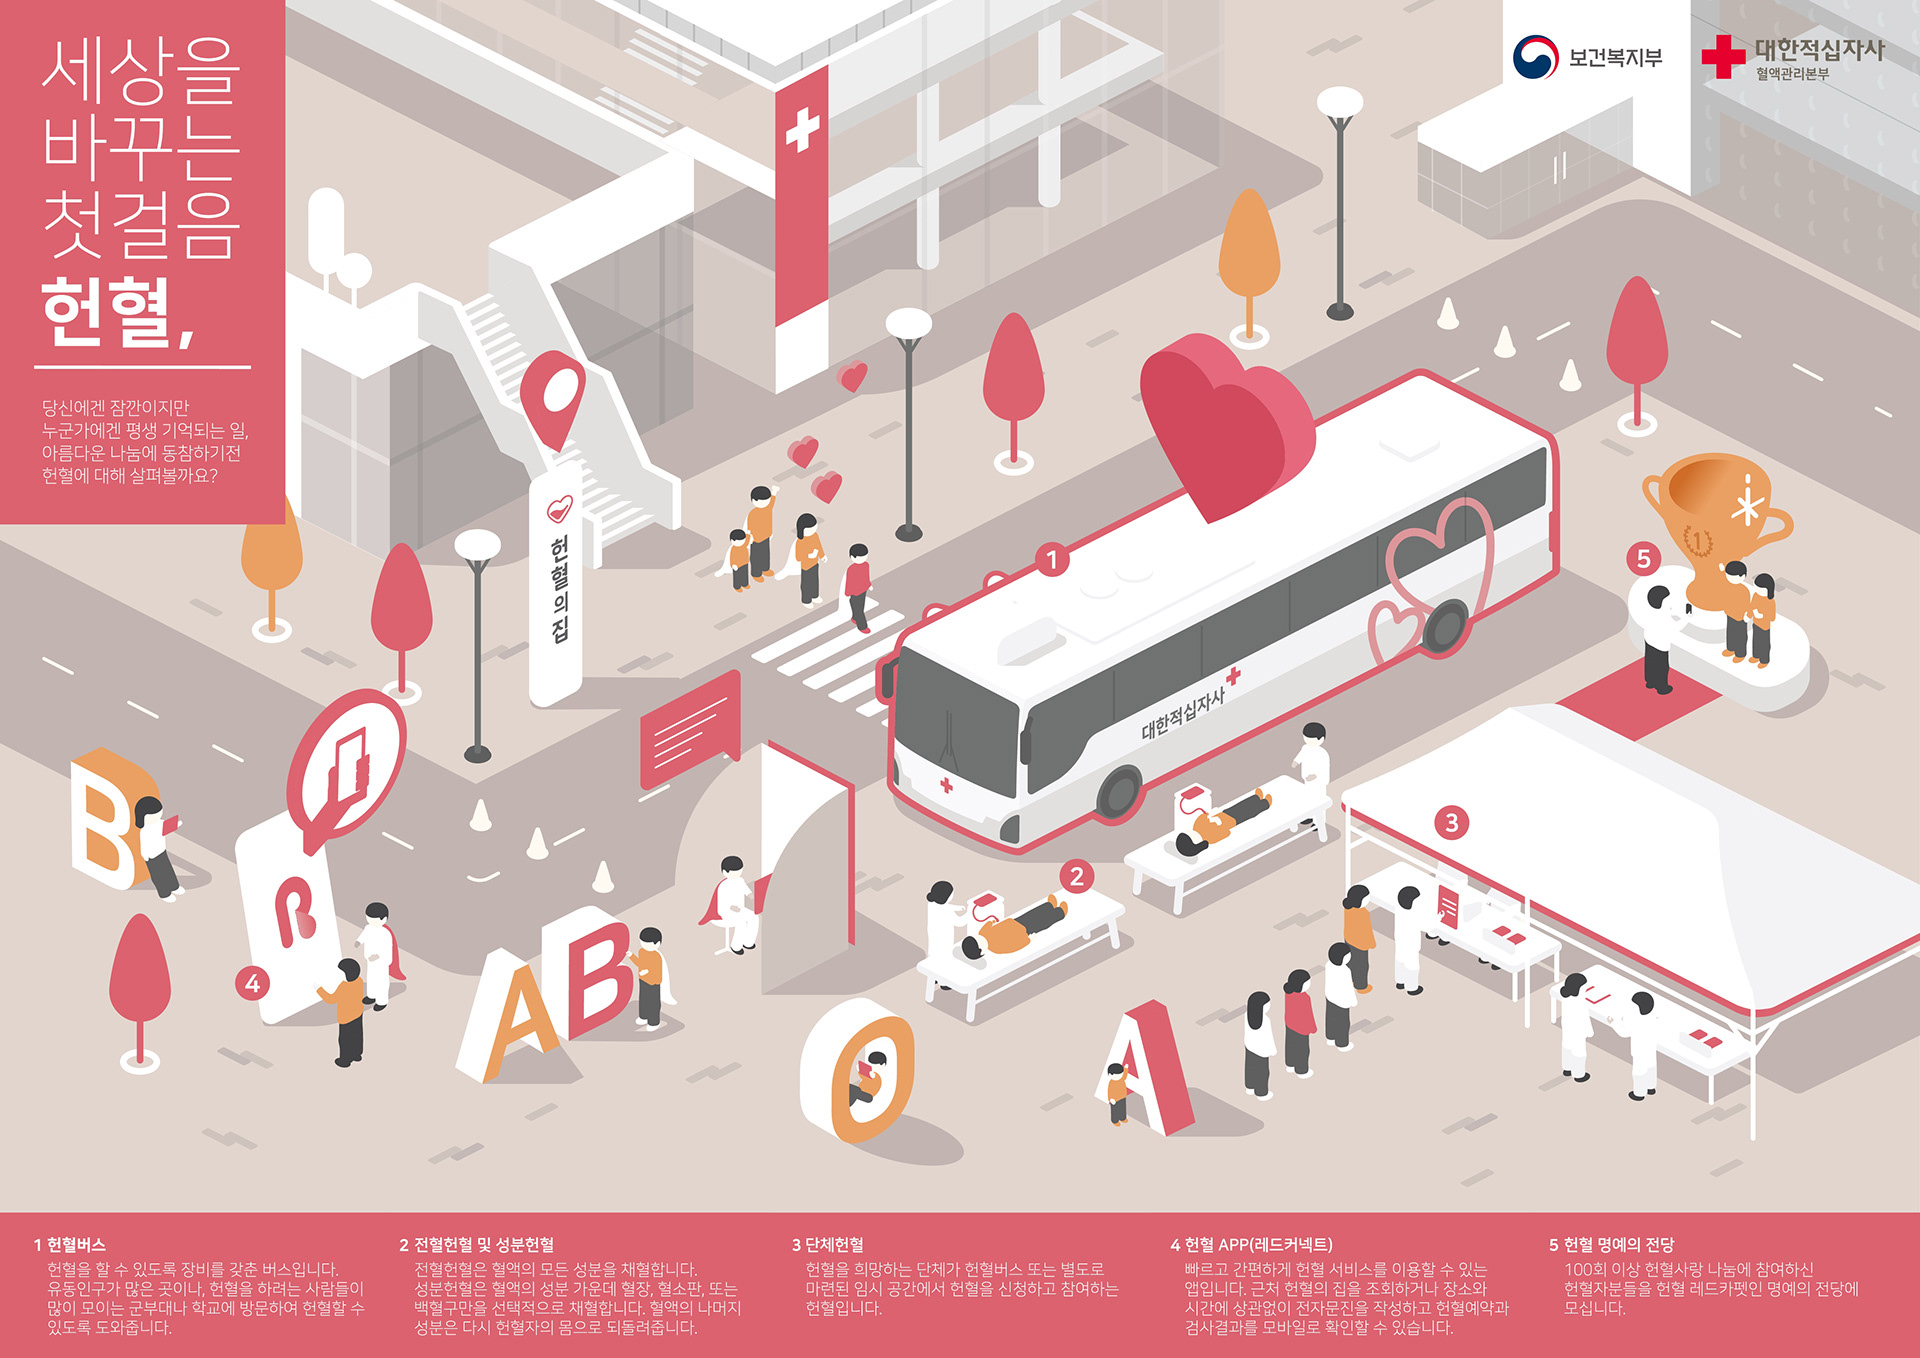 세상을
바꾸는
첫걸음
헌혈,
당신에겐 잠깐이지만
누군가에겐 평생 기억되는 일,
아름다운 나눔에 동참하기전
헌혈에 대해 살펴볼까요?
보건복지부
대한적십자사
혈액관리본부
헌혈의집
1
대한적십자사
5
1
3
2
B
4
A
B
O
A
1 헌혈버스
헌혈을 할 수 있도록 장비를 갖춘 버스입니다.
유동인구가 많은 곳이나, 헌혈을 하려는 사람들이
많이 모이는 군부대나 학교에 방문하여 헌혈할 수
있도록 도와줍니다.
2 전혈헌혈 및 성분헌혈
전혈헌혈은 혈액의 모든 성분을 채혈합니다.
성분헌혈은 혈액의 성분 가운데 혈장, 혈소판, 또는
백혈구만을 선택적으로 채혈합니다. 혈액의 나머지
성분은 다시 헌혈자의 몸으로 되돌려줍니다.
3 단체헌혈
헌혈을 희망하는 단체가 헌혈버스 또는 별도로
마련된 임시 공간에서 헌혈을 신청하고 참여하는
헌혈입니다.
4 헌혈 APP(레드커넥트)
빠르고 간편하게 헌혈 서비스를 이용할 수 있는
앱입니다. 근처 헌혈의 집을 조회하거나 장소와
시간에 상관없이 전자문진을 작성하고 헌혈예약과
검사결과를 모바일로 확인할 수 있습니다.
5 헌혈 명예의 전당
100회 이상 헌혈사랑 나눔에 참여하신
헌혈자분들을 헌혈 레드카펫인 명예의 전당에
모십니다.